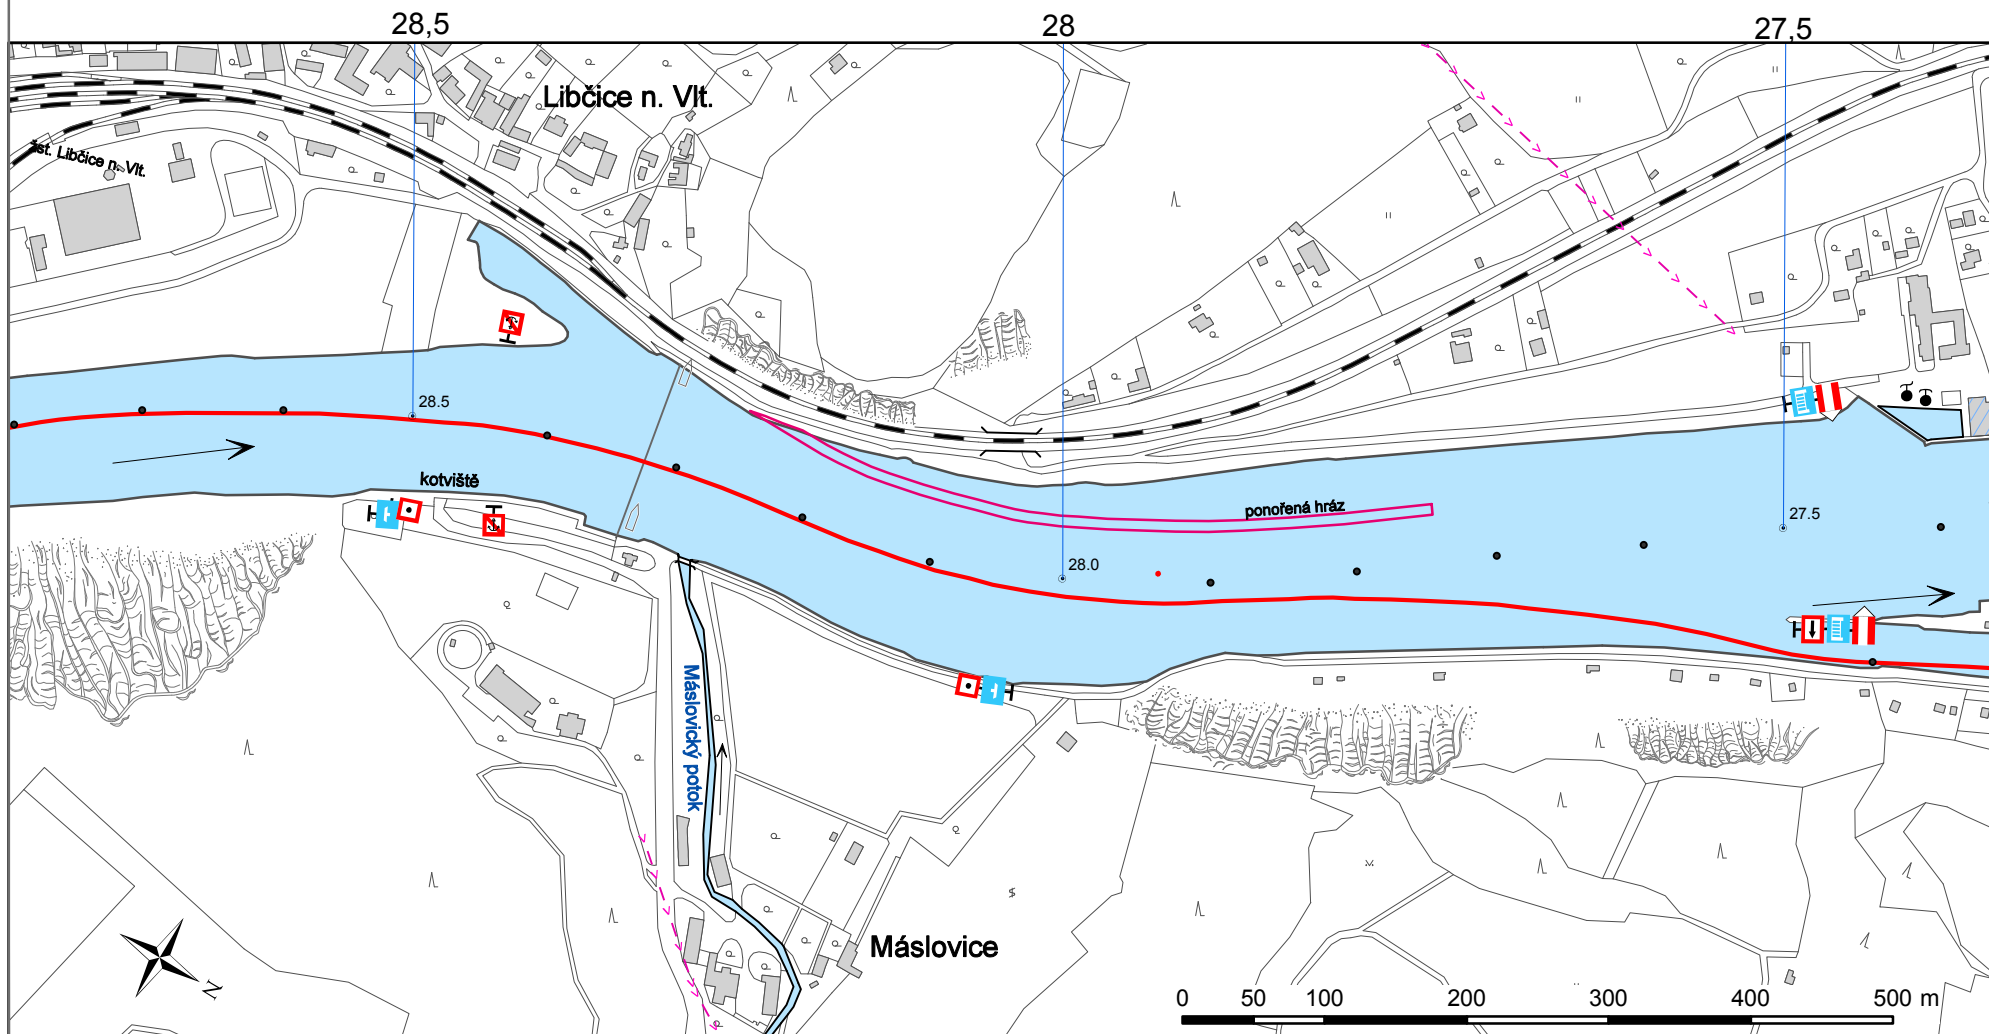 28,5
28
27,5
Libčice n. Vlt.
žst. Libčice n. Vlt.
28.5
kotviště
ponořená hráz
27.5
28.0
Máslovický potok
Máslovice
N
0 50 100 200 300 400 500 m